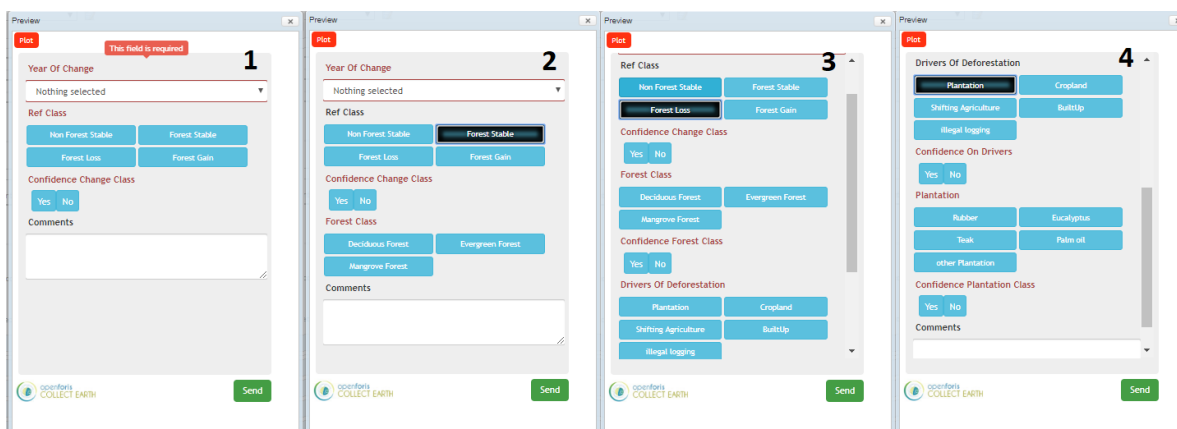 Preview ×
Plot
This field is required
1
Year Of Change
Nothing selected
Ref Class
Non Forest Stable Forest Stable
Forest Loss Forest Gain
Confidence Change Class
Yes No
Comments
openforis
COLLECT EARTH
Send
Preview ×
Plot
2
Year Of Change
Nothing selected
Ref Class
Non Forest Stable Forest Stable
Forest Loss Forest Gain
Confidence Change Class
Yes No
Forest Class
Deciduous Forest Evergreen Forest
Mangrove Forest
Comments
openforis
COLLECT EARTH
Send
Preview ×
Plot
3
Ref Class
Non Forest Stable Forest Stable
Forest Loss Forest Gain
Confidence Change Class
Yes No
Forest Class
Deciduous Forest Evergreen Forest
Mangrove Forest
Confidence Forest Class
Yes No
Drivers Of Deforestation
Plantation Cropland
Shifting Agriculture BuiltUp
illegal logging
openforis
COLLECT EARTH
Send
Preview ×
Plot
4
Drivers Of Deforestation
Plantation Cropland
Shifting Agriculture BuiltUp
illegal logging
Confidence On Drivers
Yes No
Plantation
Rubber Eucalyptus
Teak Palm oil
other Plantation
Confidence Plantation Class
Yes No
Comments
openforis
COLLECT EARTH
Send